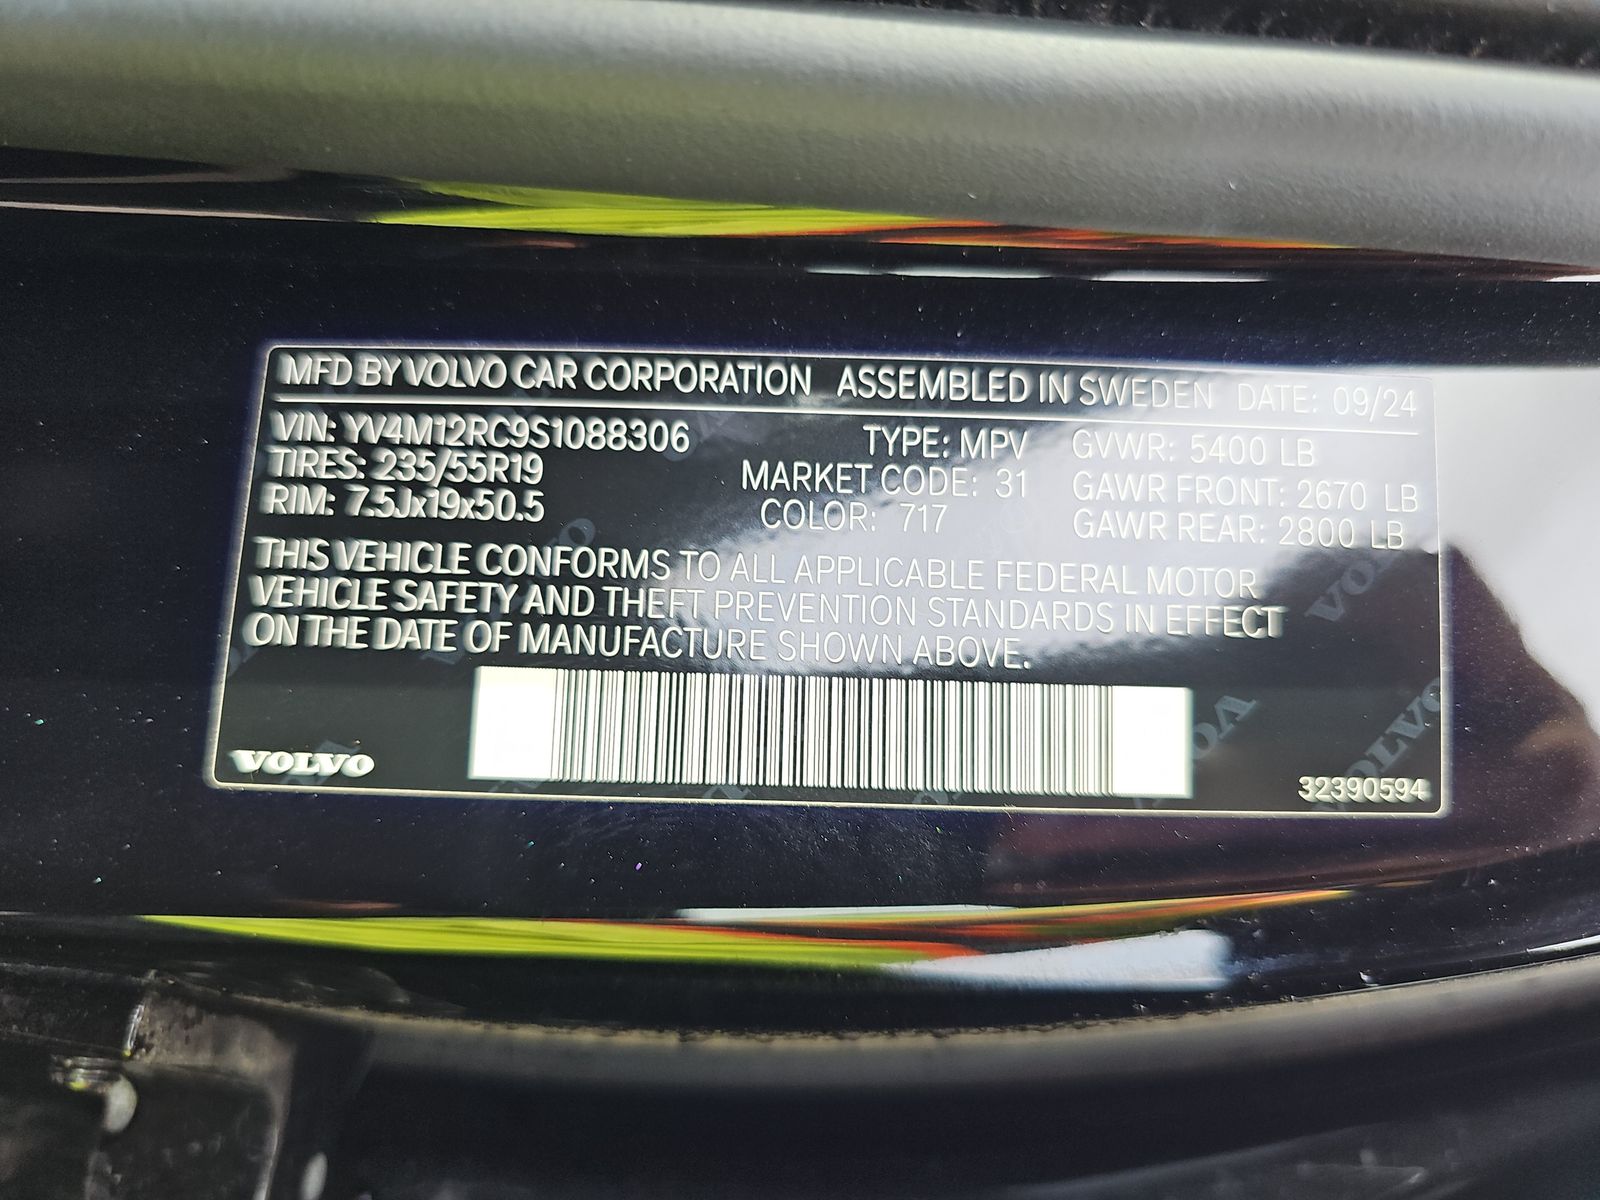 MFD BY VOLVO CAR CORPORATION ASSEMBLED IN SWEDEN DATE: 09/24
VIN: YV4M12RC9S1088306 TYPE: MPV GVWR: 5400 LB
TIRES: 235/55R19 MARKET CODE: 31 GAWR FRONT: 2670 LB
RIM: 7.5Jx19x50.5 COLOR: 717 GAWR REAR: 2800 LB
THIS VEHICLE CONFORMS TO ALL APPLICABLE FEDERAL MOTOR
VEHICLE SAFETY AND THEFT PREVENTION STANDARDS IN EFFECT
ON THE DATE OF MANUFACTURE SHOWN ABOVE.
VOLVO 32390594